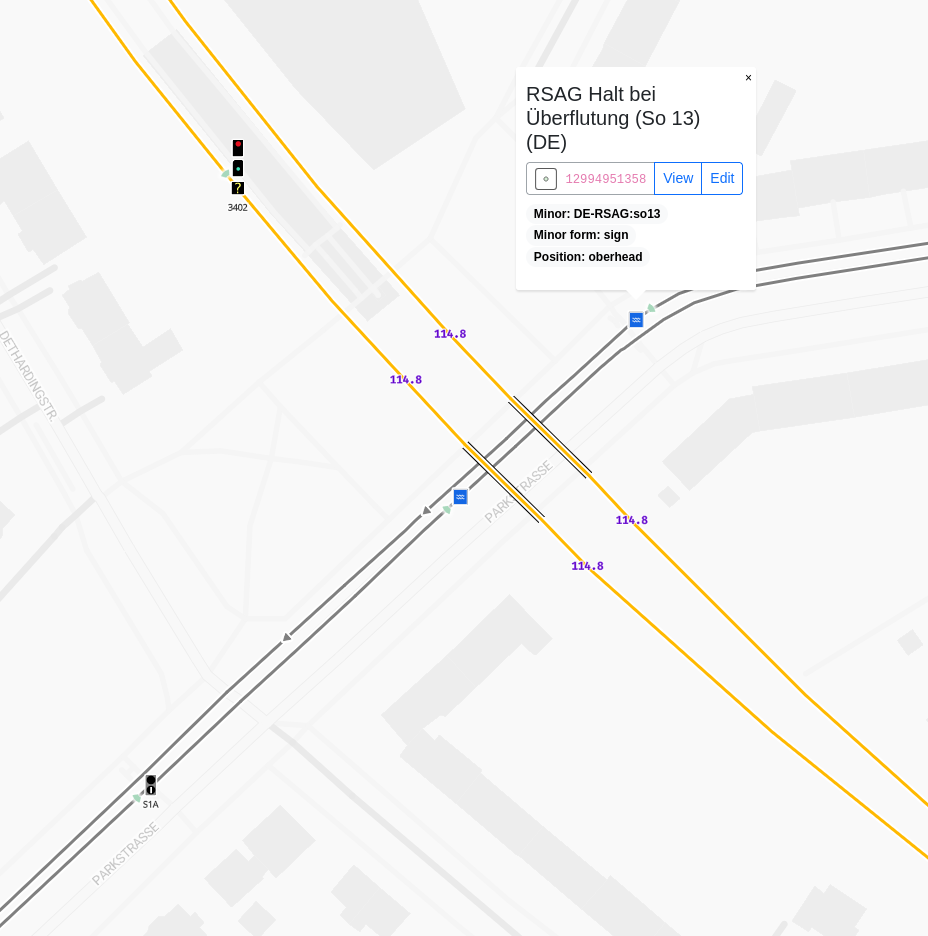 RSAG Halt bei
Überflutung (So 13)
(DE)
×
12994951358 View Edit
Minor: DE-RSAG:so13
Minor form: sign
Position: oberhead
?
3402
114.8
114.8
DETHARDINGSTR.
PARKSTRASSE
114.8
114.8
S1A
PARKSTRASSE